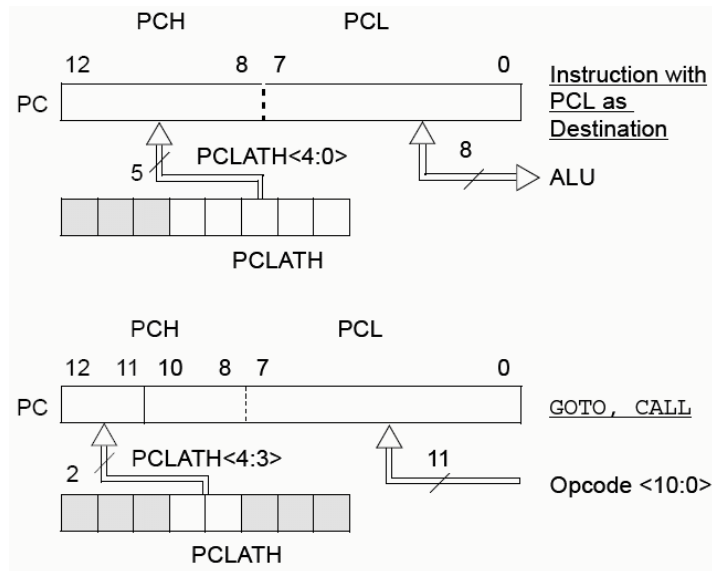 PCH PCL
12 8 7 0
PC
Instruction with
PCL as
Destination
5 PCLATH<4:0> 8
ALU
PCLATH
PCH PCL
12 11 10 8 7 0
PC GOTO, CALL
2 PCLATH<4:3> 11
Opcode <10:0>
PCLATH